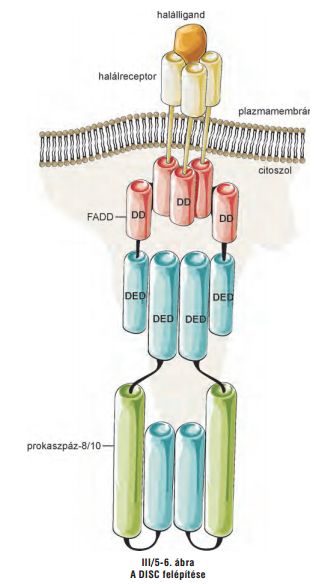 halálligand
halálreceptor
plazmamembrán
citoszol
DD
FADD
DD
DD
DED
DED
DED
DED
prokaszpáz-8/10
III/5-6. ábra
A DISC felépítése